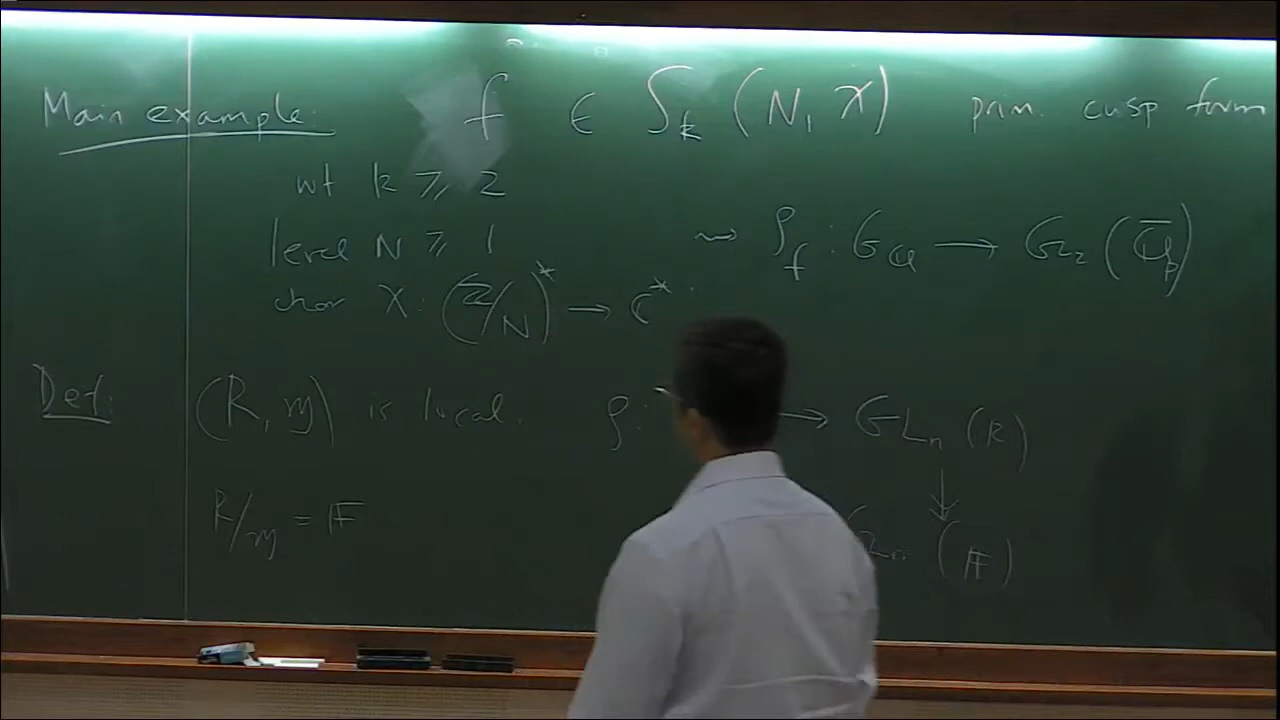 Main example: f ∈ S_k (N, χ) prim. cusp form
wt k ⩾ 2
level N ⩾ 1
⇝ ρ_f : G_ℚ → GL_2 (ℚ̄_p)
char χ : (ℤ/N)^* → ℂ^*
Def: (R, 𝔪) is local. ρ: → GL_n (R)
↓
R/𝔪 = 𝔽
GL_n (𝔽)